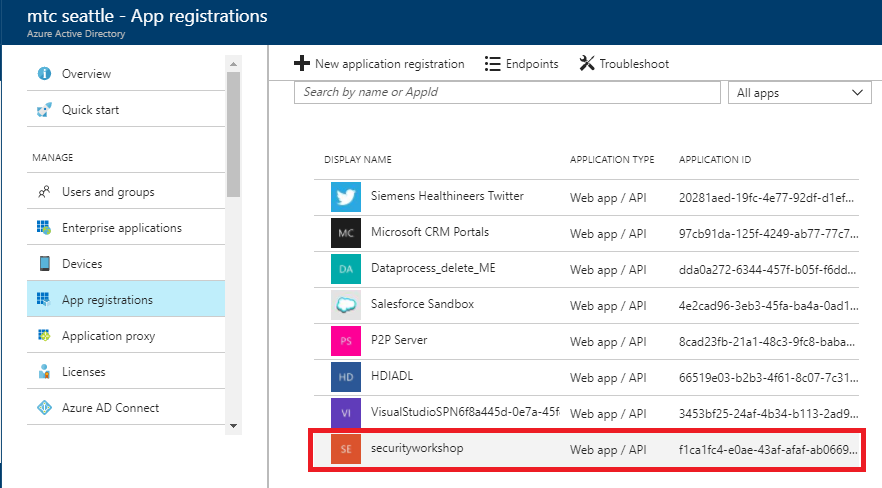 mtc seattle - App registrations
Azure Active Directory
Overview
Quick start
MANAGE
Users and groups
Enterprise applications
Devices
App registrations
Application proxy
Licenses
Azure AD Connect
New application registration Endpoints Troubleshoot
Search by name or AppId All apps
DISPLAY NAME APPLICATION TYPE APPLICATION ID
Siemens Healthineers Twitter Web app / API 20281aed-19fc-4e77-92df-d1ef...
MC Microsoft CRM Portals Web app / API 97cb91da-125f-4249-ab77-77c7...
DA Dataprocess_delete_ME Web app / API dda0a272-6344-457f-b05f-f6dd...
Salesforce Sandbox Web app / API 4e2cad96-3eb3-45fa-ba4a-0ad1...
PS P2P Server Web app / API 8cad23fb-21a1-48c3-9fc8-baba...
HD HDIADL Web app / API 66519e03-b2b3-4f61-8c07-7c31...
VI VisualStudioSPN6f8a445d-0e7a-45f Web app / API 3453bf25-24af-4b34-b113-2ad9...
SE securityworkshop Web app / API f1ca1fc4-e0ae-43af-afaf-ab0669...